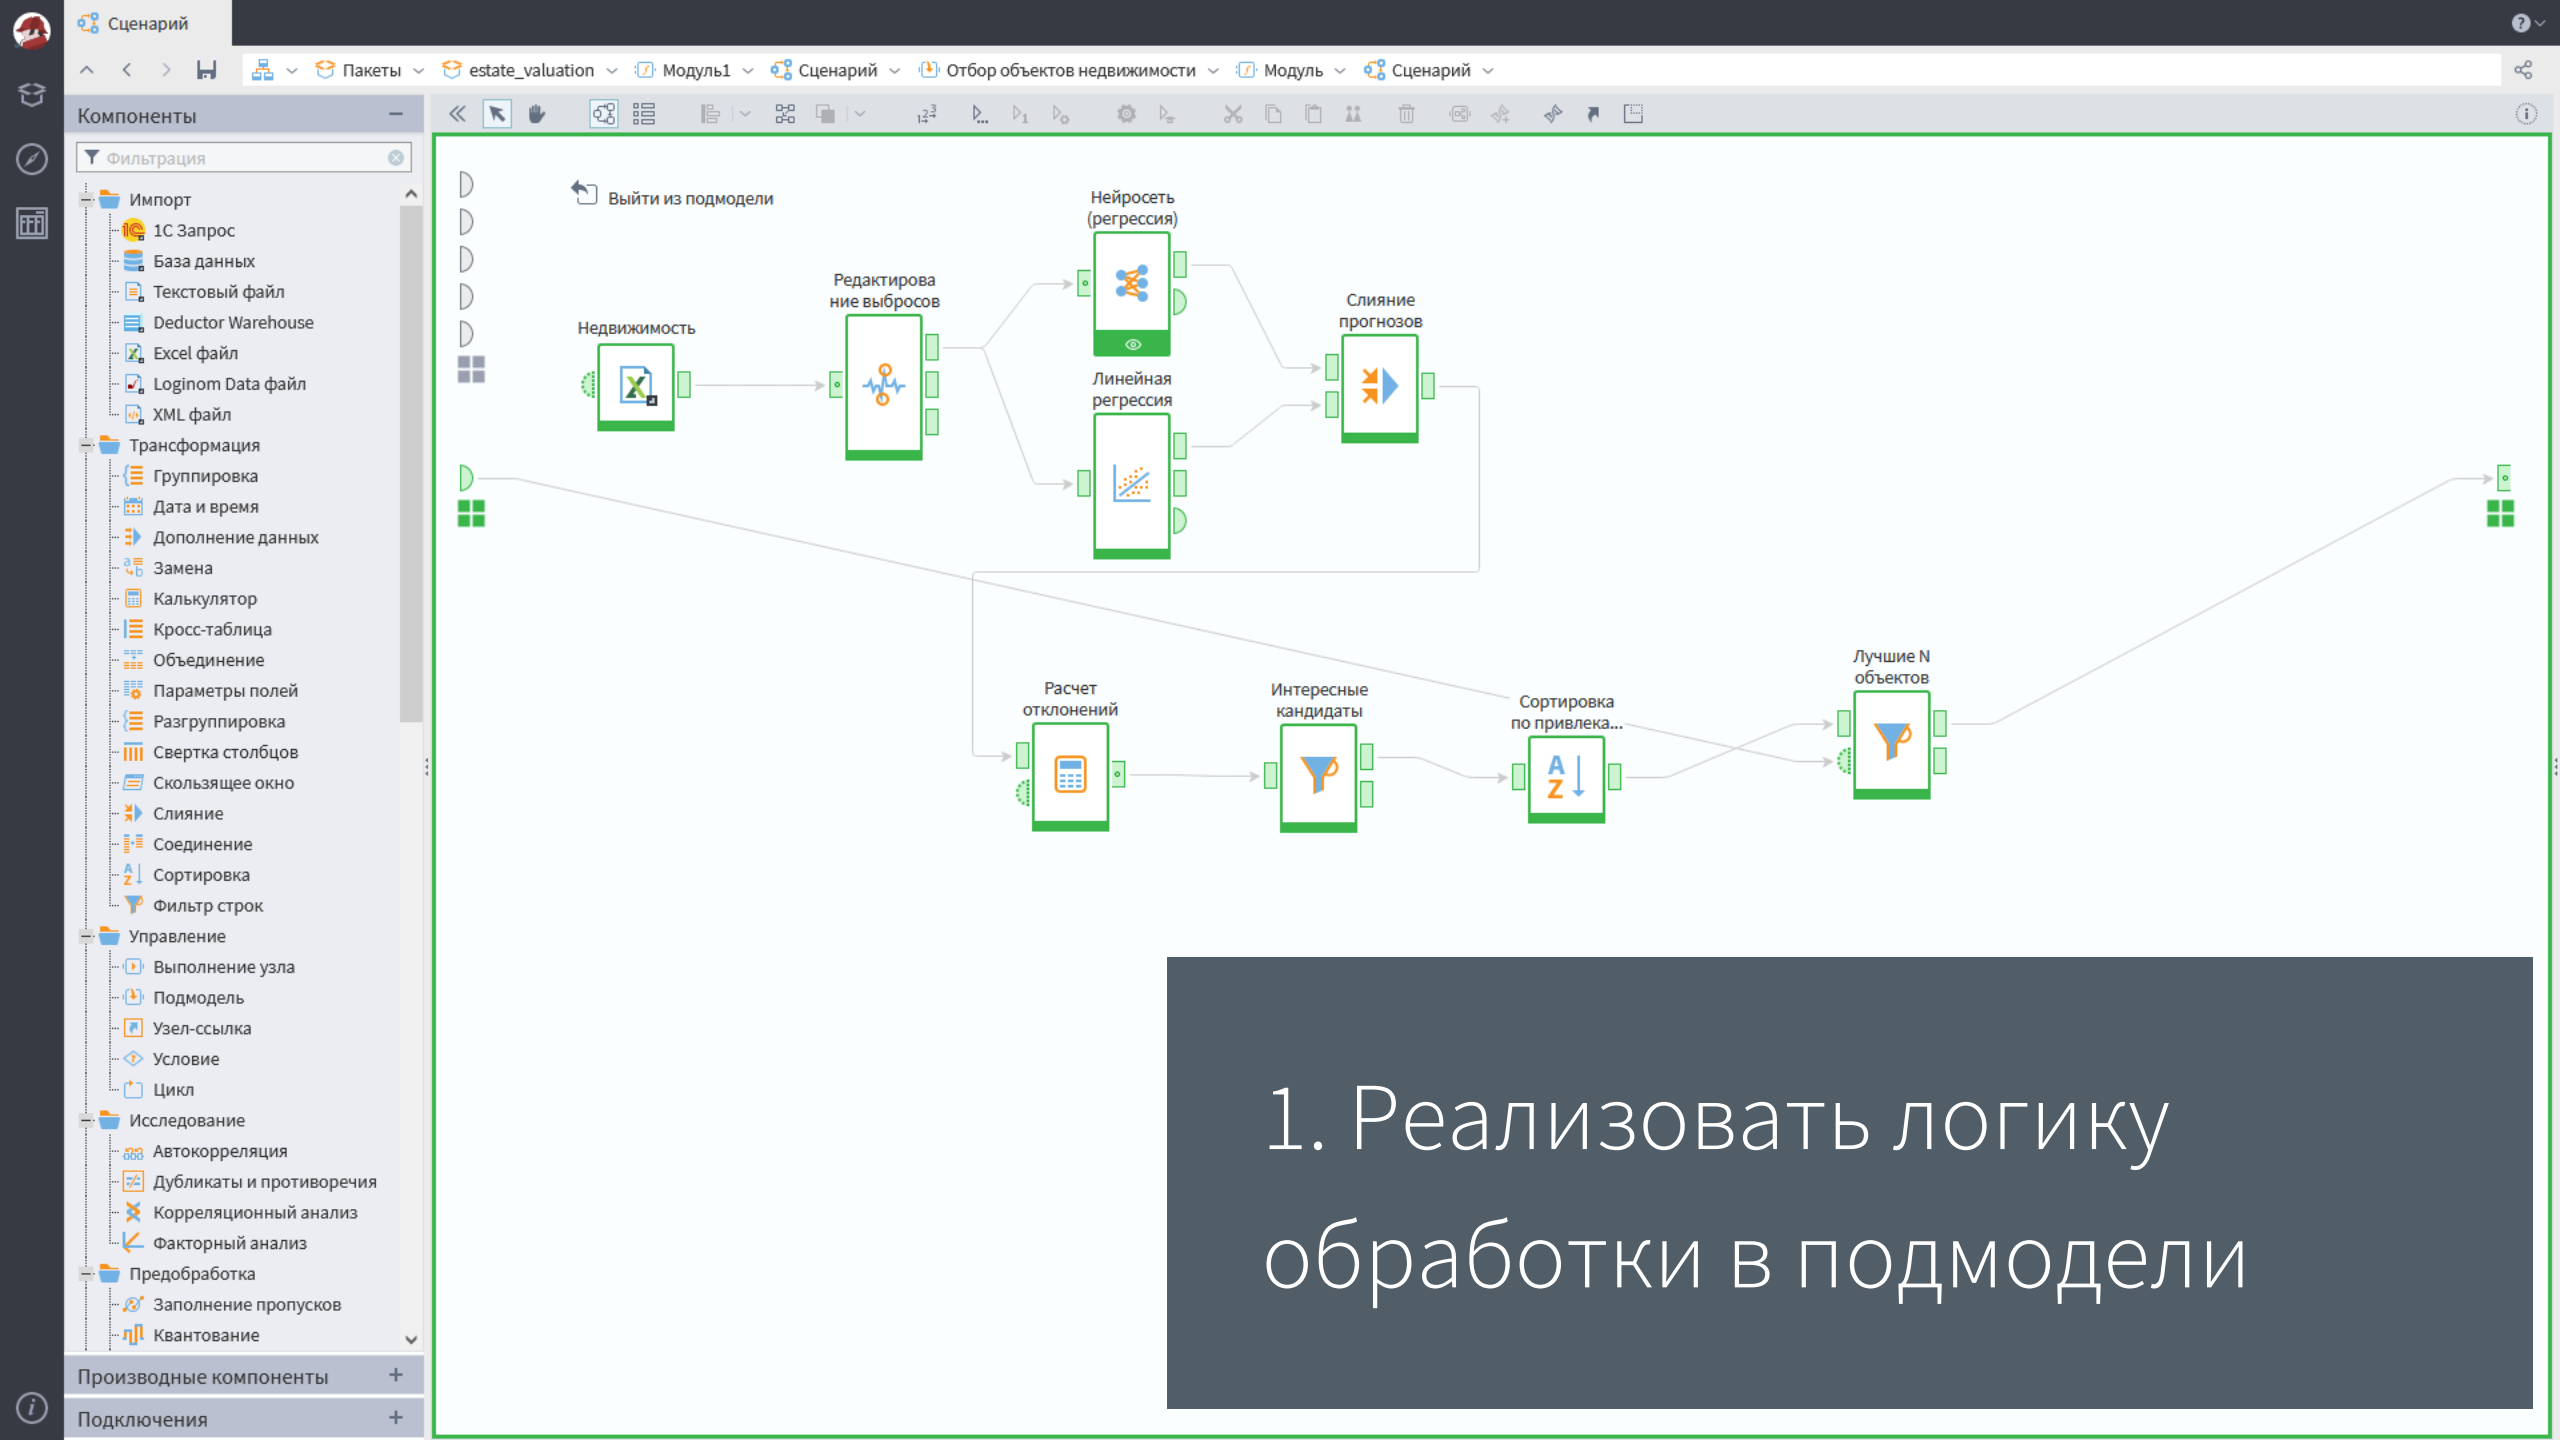 Сценарий
Пакеты
estate_valuation
Модуль1
Сценарий
Отбор объектов недвижимости
Модуль
Сценарий
Компоненты
Фильтрация
Импорт
1С Запрос
База данных
Текстовый файл
Deductor Warehouse
Excel файл
Loginom Data файл
XML файл
Трансформация
Группировка
Дата и время
Дополнение данных
Замена
Калькулятор
Кросс-таблица
Объединение
Параметры полей
Разгруппировка
Свертка столбцов
Скользящее окно
Слияние
Соединение
Сортировка
Фильтр строк
Управление
Выполнение узла
Подмодель
Узел-ссылка
Условие
Цикл
Исследование
Автокорреляция
Дубликаты и противоречия
Корреляционный анализ
Факторный анализ
Предобработка
Заполнение пропусков
Квантование
Производные компоненты
Подключения
Выйти из подмодели
Недвижимость
Редактирова
ние выбросов
Нейросеть
(регрессия)
Линейная
регрессия
Слияние
прогнозов
Расчет
отклонений
Интересные
кандидаты
Сортировка
по привлека...
Лучшие N
объектов
1. Реализовать логику
обработки в подмодели